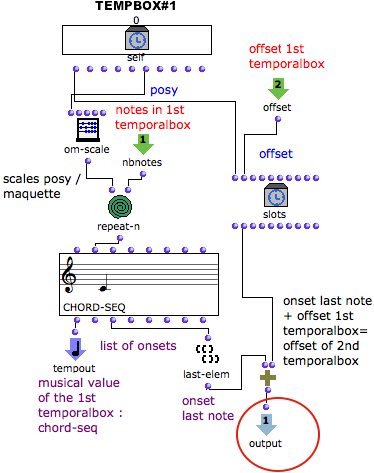 TEMPBOX#1
0
self
offset 1st
temporalbox
posy
2
offset
notes in 1st
temporalbox
1
om-scale
nbnotes
offset
scales posy /
maquette
slots
repeat-n
CHORD-SEQ
onset last note
+ offset 1st
temporalbox=
offset of 2nd
temporalbox
list of onsets
tempout
last-elem
musical value
of the 1st
temporalbox :
chord-seq
onset
last note
1
output